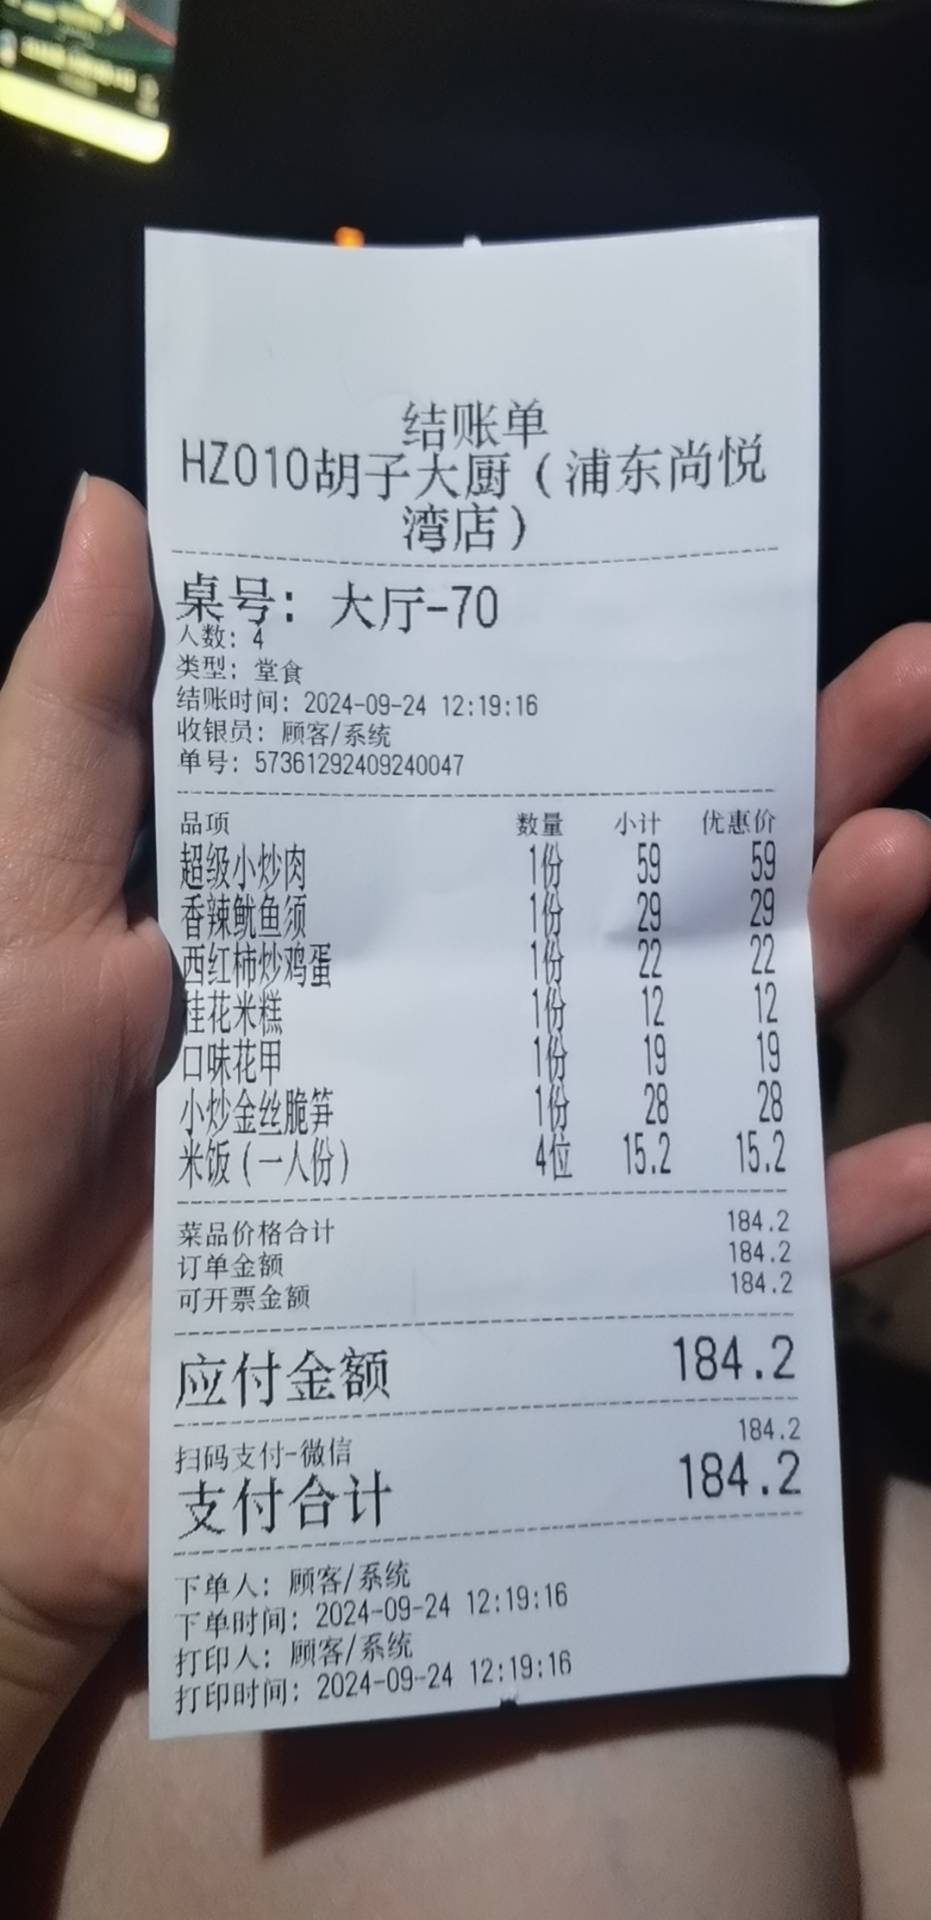 结账单
HZ010胡子大厨（浦东尚悦
湾店）
桌号：大厅-70
人数：4
类型：堂食
结账时间：2024-09-24 12:19:16
收银员：顾客/系统
单号：57361292409240047
品项 数量 小计 优惠价
超级小炒肉 1份 59 59
香辣鱿鱼须 1份 29 29
西红柿炒鸡蛋 1份 22 22
桂花米糕 1份 12 12
口味花甲 1份 19 19
小炒金丝脆笋 1份 28 28
米饭（一人份） 4位 15.2 15.2
菜品价格合计 184.2
订单金额 184.2
可开票金额 184.2
应付金额 184.2
扫码支付-微信 184.2
支付合计 184.2
下单人：顾客/系统
下单时间：2024-09-24 12:19:16
打印人：顾客/系统
打印时间：2024-09-24 12:19:16